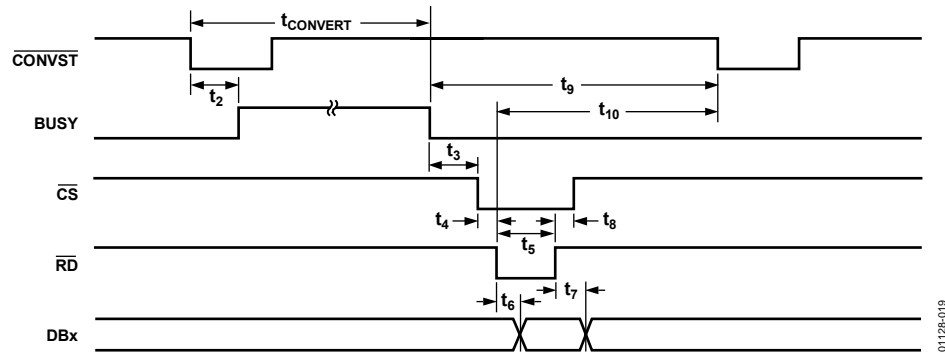 tCONVERT
CONVST
t2
t9
t10
BUSY
t3
CS
t4
t5
t8
RD
t6
t7
DBx
01128-019